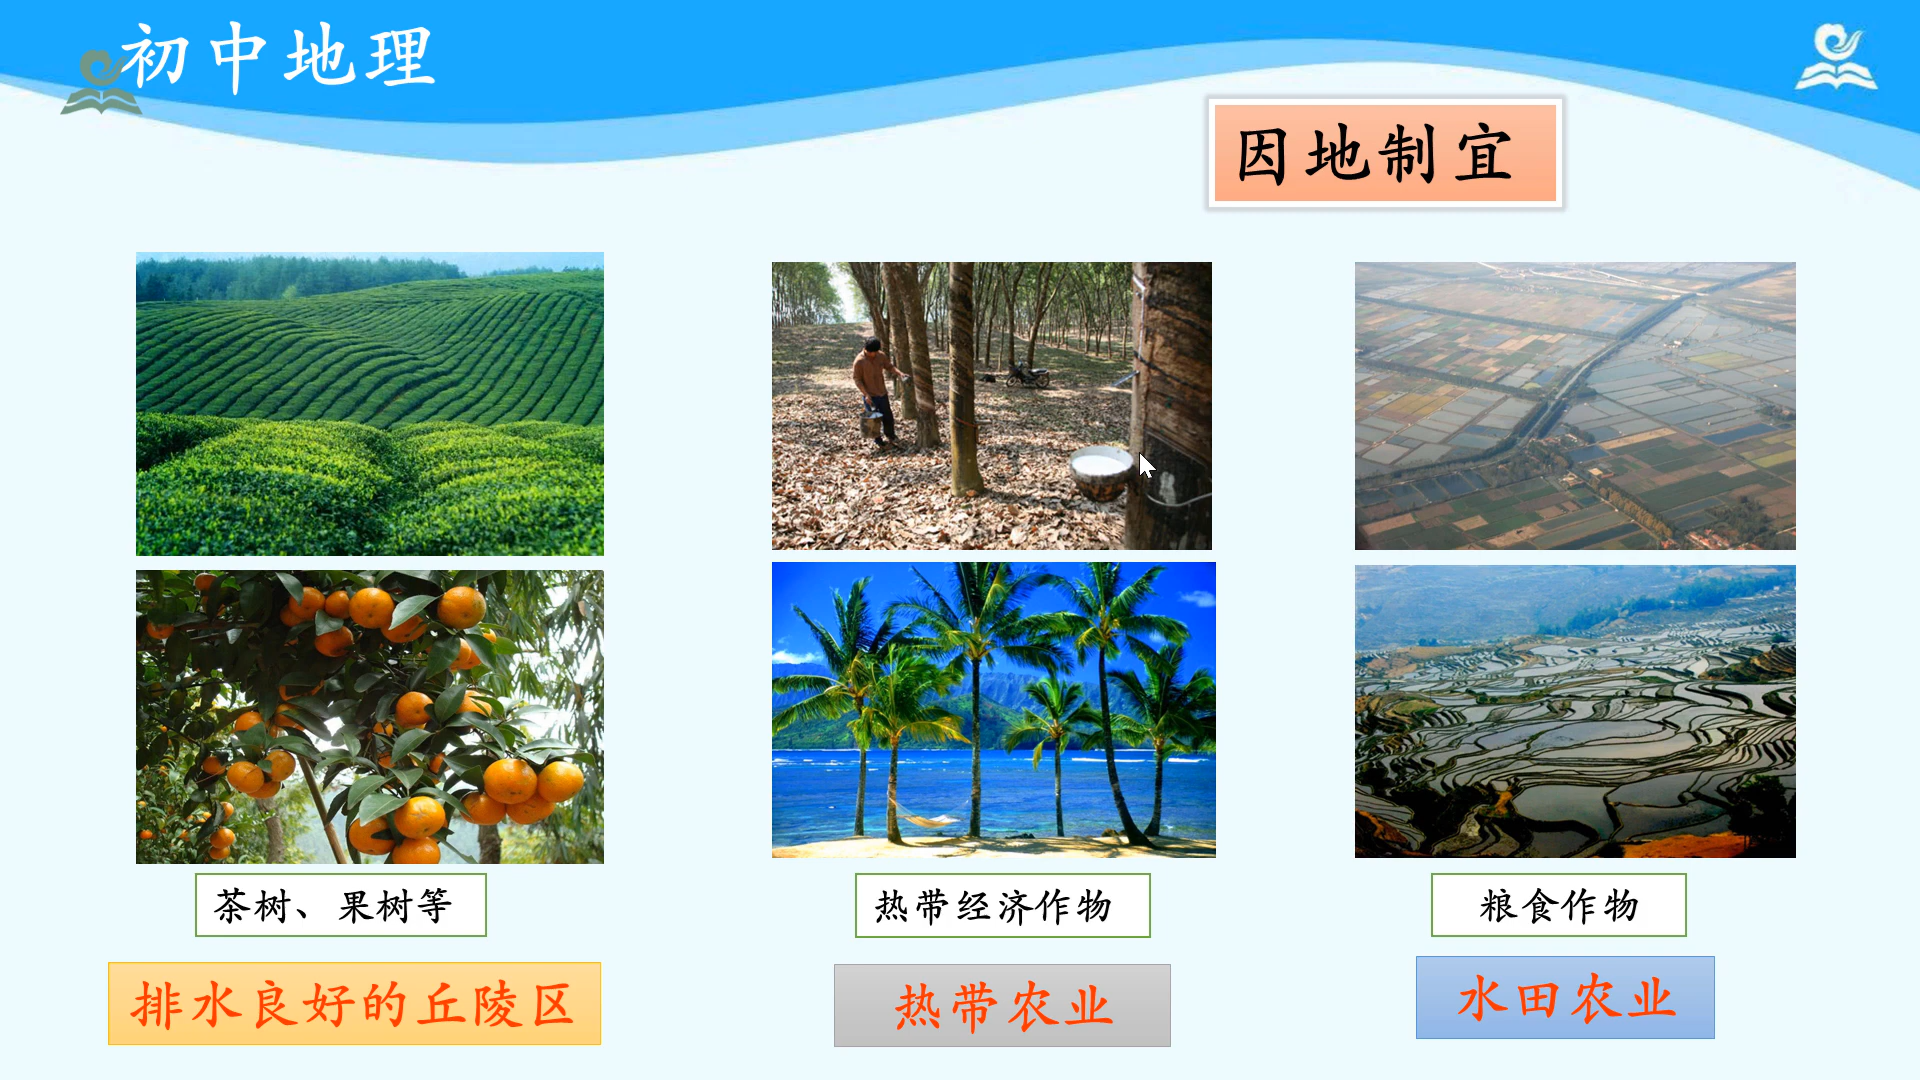 初中地理
因地制宜
茶树、果树等
热带经济作物
粮食作物
排水良好的丘陵区
热带农业
水田农业